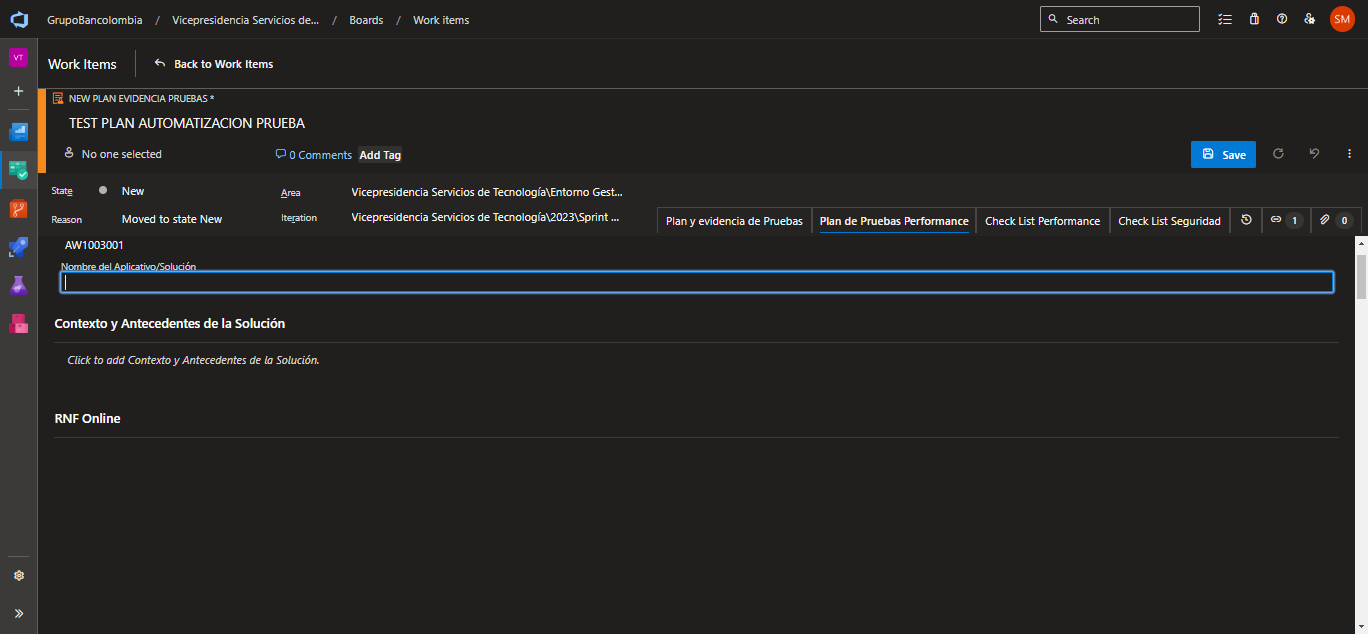 GrupoBancolombia / Vicepresidencia Servicios de... / Boards / Work items
Search
SM
VT
Work Items
Back to Work Items
NEW PLAN EVIDENCIA PRUEBAS *
TEST PLAN AUTOMATIZACION PRUEBA
No one selected
0 Comments
Add Tag
Save
State
New
Area
Vicepresidencia Servicios de Tecnología\Entorno Gest...
Reason
Moved to state New
Iteration
Vicepresidencia Servicios de Tecnología\2023\Sprint ...
Plan y evidencia de Pruebas
Plan de Pruebas Performance
Check List Performance
Check List Seguridad
1
0
AW1003001
Nombre del Aplicativo/Solución
Contexto y Antecedentes de la Solución
Click to add Contexto y Antecedentes de la Solución.
RNF Online